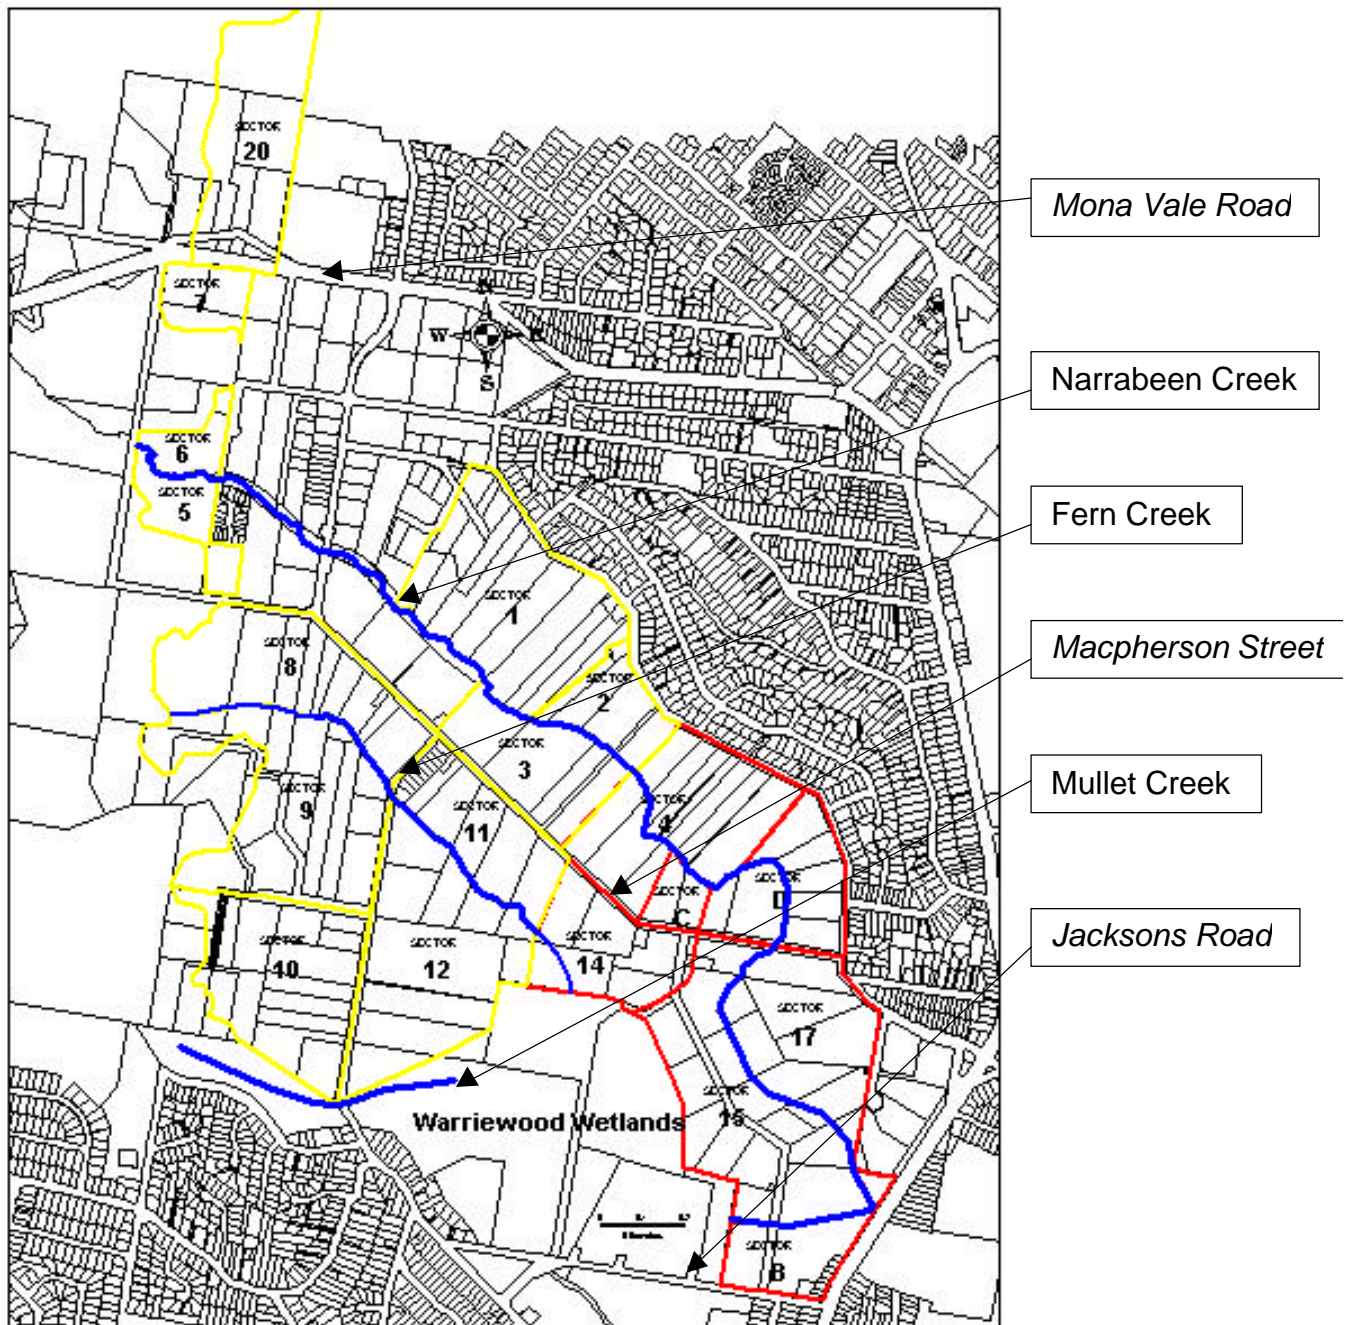 SECTOR
20
Mona Vale Road
SECTOR
7
N
W
S
Narrabeen Creek
SECTOR
6
SECTOR
5
Fern Creek
SECTOR
1
SECTOR
8
Macpherson Street
SECTOR
2
SECTOR
3
Mullet Creek
SECTOR
9
SECTOR
11
SECTOR
4
SECTOR
C
SECTOR
D
Jacksons Road
SECTOR
10
SECTOR
12
SECTOR
14
SECTOR
17
SECTOR
15
Warriewood Wetlands
SECTOR
B